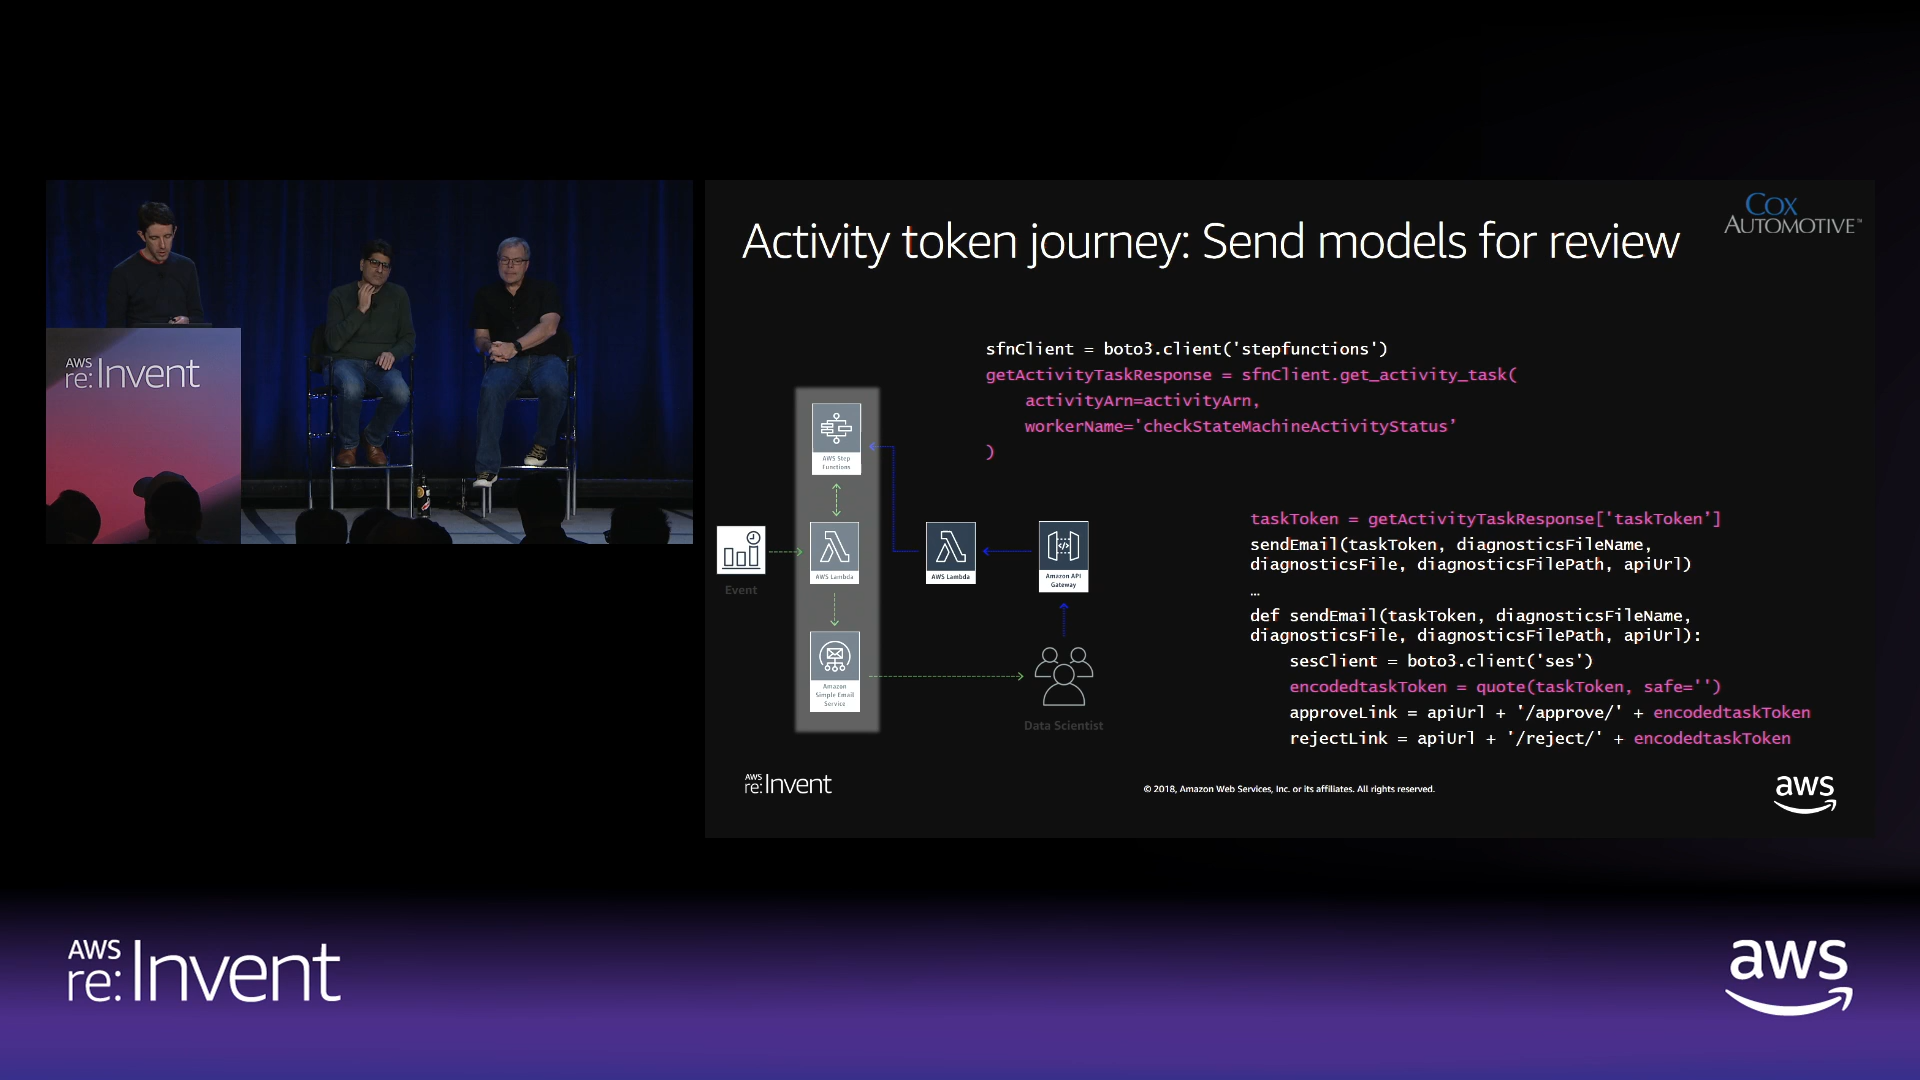 AWS
re:Invent
COX
AUTOMOTIVE™
Activity token journey: Send models for review
sfnClient = boto3.client('stepfunctions')
getActivityTaskResponse = sfnClient.get_activity_task(
activityArn=activityArn,
workerName='checkStateMachineActivityStatus’
)
AWS Step
Functions
Event
AWS Lambda
AWS Lambda
Amazon API
Gateway
Amazon
Simple Email
Service
Data Scientist
taskToken = getActivityTaskResponse['taskToken']
sendEmail(taskToken, diagnosticsFileName,
diagnosticsFile, diagnosticsFilePath, apiUrl)
…
def sendEmail(taskToken, diagnosticsFileName,
diagnosticsFile, diagnosticsFilePath, apiUrl):
sesClient = boto3.client('ses')
encodedtaskToken = quote(taskToken, safe='')
approveLink = apiUrl + '/approve/' + encodedtaskToken
rejectLink = apiUrl + '/reject/' + encodedtaskToken
AWS
re:Invent
© 2018, Amazon Web Services, Inc. or its affiliates. All rights reserved.
aws
AWS
re:Invent
aws